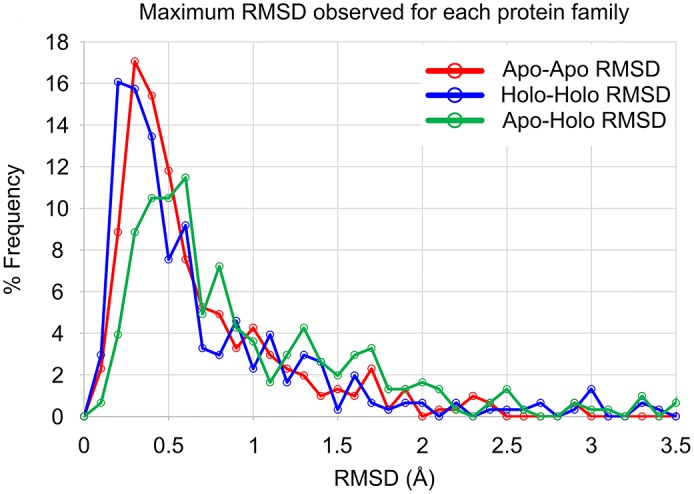 Maximum RMSD observed for each protein family
18
16
14
12
10
8
6
4
2
0
% Frequency
Apo-Apo RMSD
Holo-Holo RMSD
Apo-Holo RMSD
0 0.5 1 1.5 2 2.5 3 3.5
RMSD (Å)